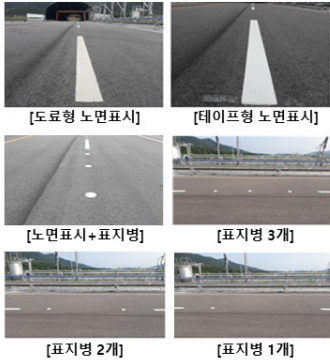 [도료형 노면표시]
[테이프형 노면표시]
[노면표시+표지병]
[표지병 3개]
[표지병 2개]
[표지병 1개]